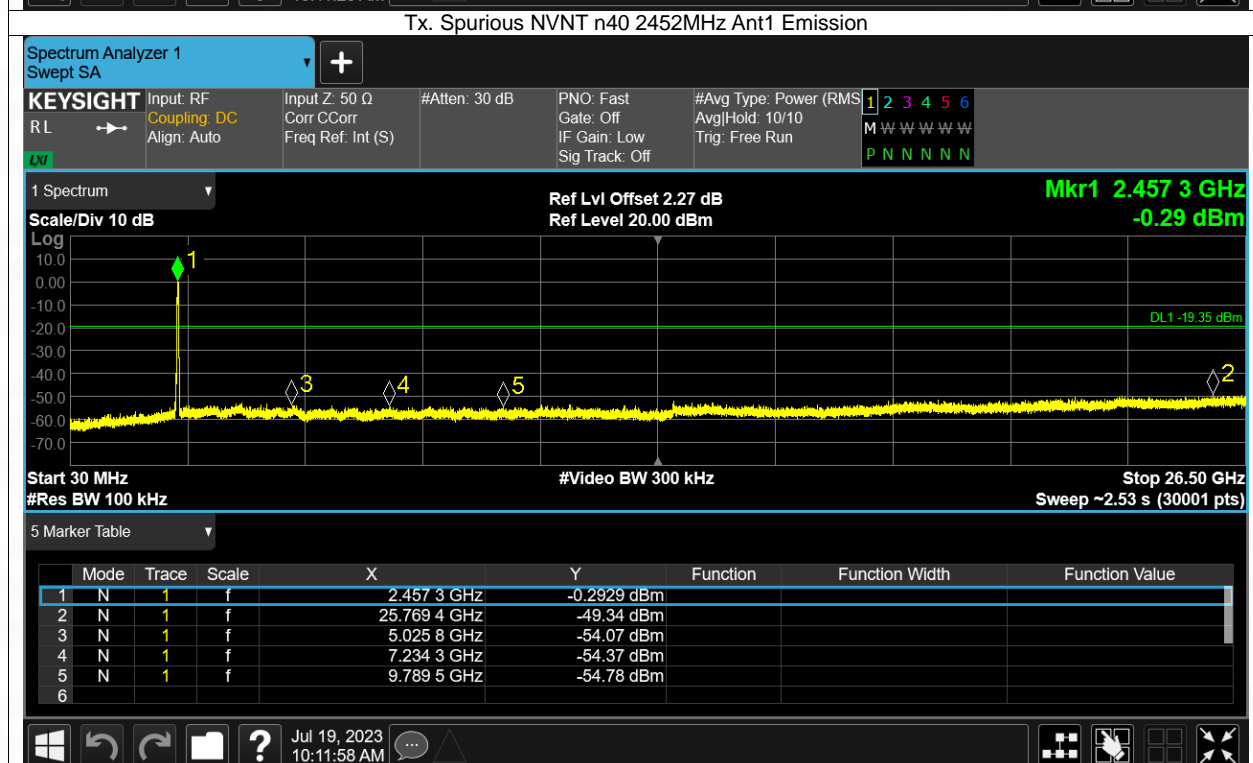 Tx. Spurious NVNT n40 2452MHz Ant1 Emission
Spectrum Analyzer 1
Swept SA
KEYSIGHT
RL
LXI
Input: RF
Coupling: DC
Align: Auto
Input Z: 50 Ω
Corr CCorr
Freq Ref: Int (S)
#Atten: 30 dB
PNO: Fast
Gate: Off
IF Gain: Low
Sig Track: Off
#Avg Type: Power (RMS
Avg|Hold: 10/10
Trig: Free Run
1 2 3 4 5 6
M W W W W W
P N N N N N
1 Spectrum
Scale/Div 10 dB
Ref Lvl Offset 2.27 dB
Ref Level 20.00 dBm
Mkr1 2.457 3 GHz
-0.29 dBm
Log
10.0
0.00
-10.0
-20.0
-30.0
-40.0
-50.0
-60.0
-70.0
1
DL1 -19.35 dBm
3
4
5
2
Start 30 MHz
#Video BW 300 kHz
Stop 26.50 GHz
#Res BW 100 kHz
Sweep ~2.53 s (30001 pts)
5 Marker Table
Mode Trace Scale X Y Function Function Width Function Value
1 N 1 f 2.457 3 GHz -0.2929 dBm
2 N 1 f 25.769 4 GHz -49.34 dBm
3 N 1 f 5.025 8 GHz -54.07 dBm
4 N 1 f 7.234 3 GHz -54.37 dBm
5 N 1 f 9.789 5 GHz -54.78 dBm
6
?
Jul 19, 2023
10:11:58 AM